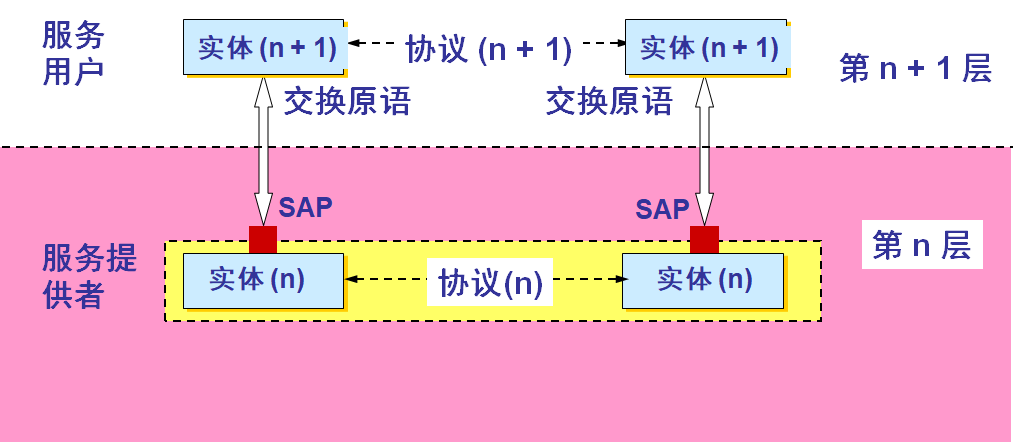 服务
用户
实体 (n + 1)
协议 (n + 1)
实体 (n + 1)
第 n + 1 层
交换原语
交换原语
SAP
SAP
服务提
供者
实体 (n)
协议(n)
实体 (n)
第 n 层